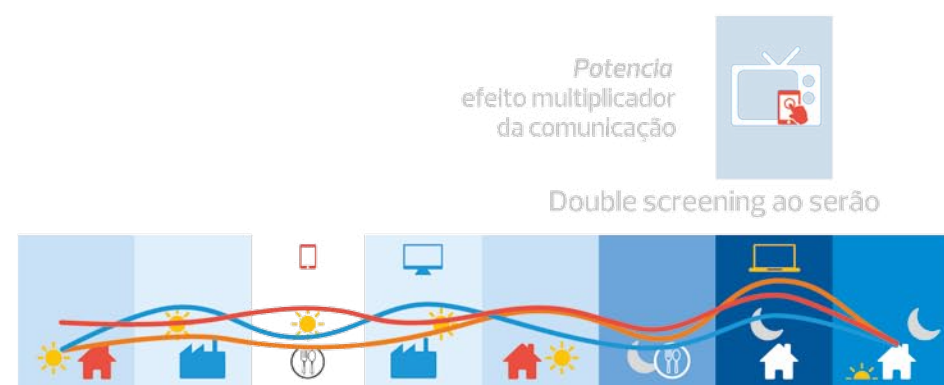 Potencia
efeito multiplicador
da comunicação
Double screening ao serão